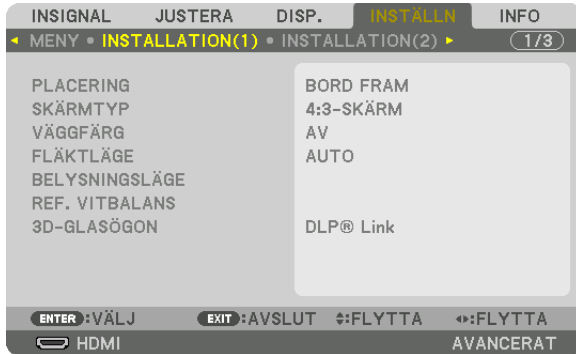 INSIGNAL JUSTERA DISP. INSTÄLLN INFO
◂ MENY • INSTALLATION(1) • INSTALLATION(2) ▸ 1/3
PLACERING BORD FRAM
SKÄRMTYP 4:3-SKÄRM
VÄGGFÄRG AV
FLÄKTLÄGE AUTO
BELYSNINGSLÄGE
REF. VITBALANS
3D-GLASÖGON DLP® Link
ENTER :VÄLJ EXIT :AVSLUT :FLYTTA :FLYTTA
HDMI AVANCERAT